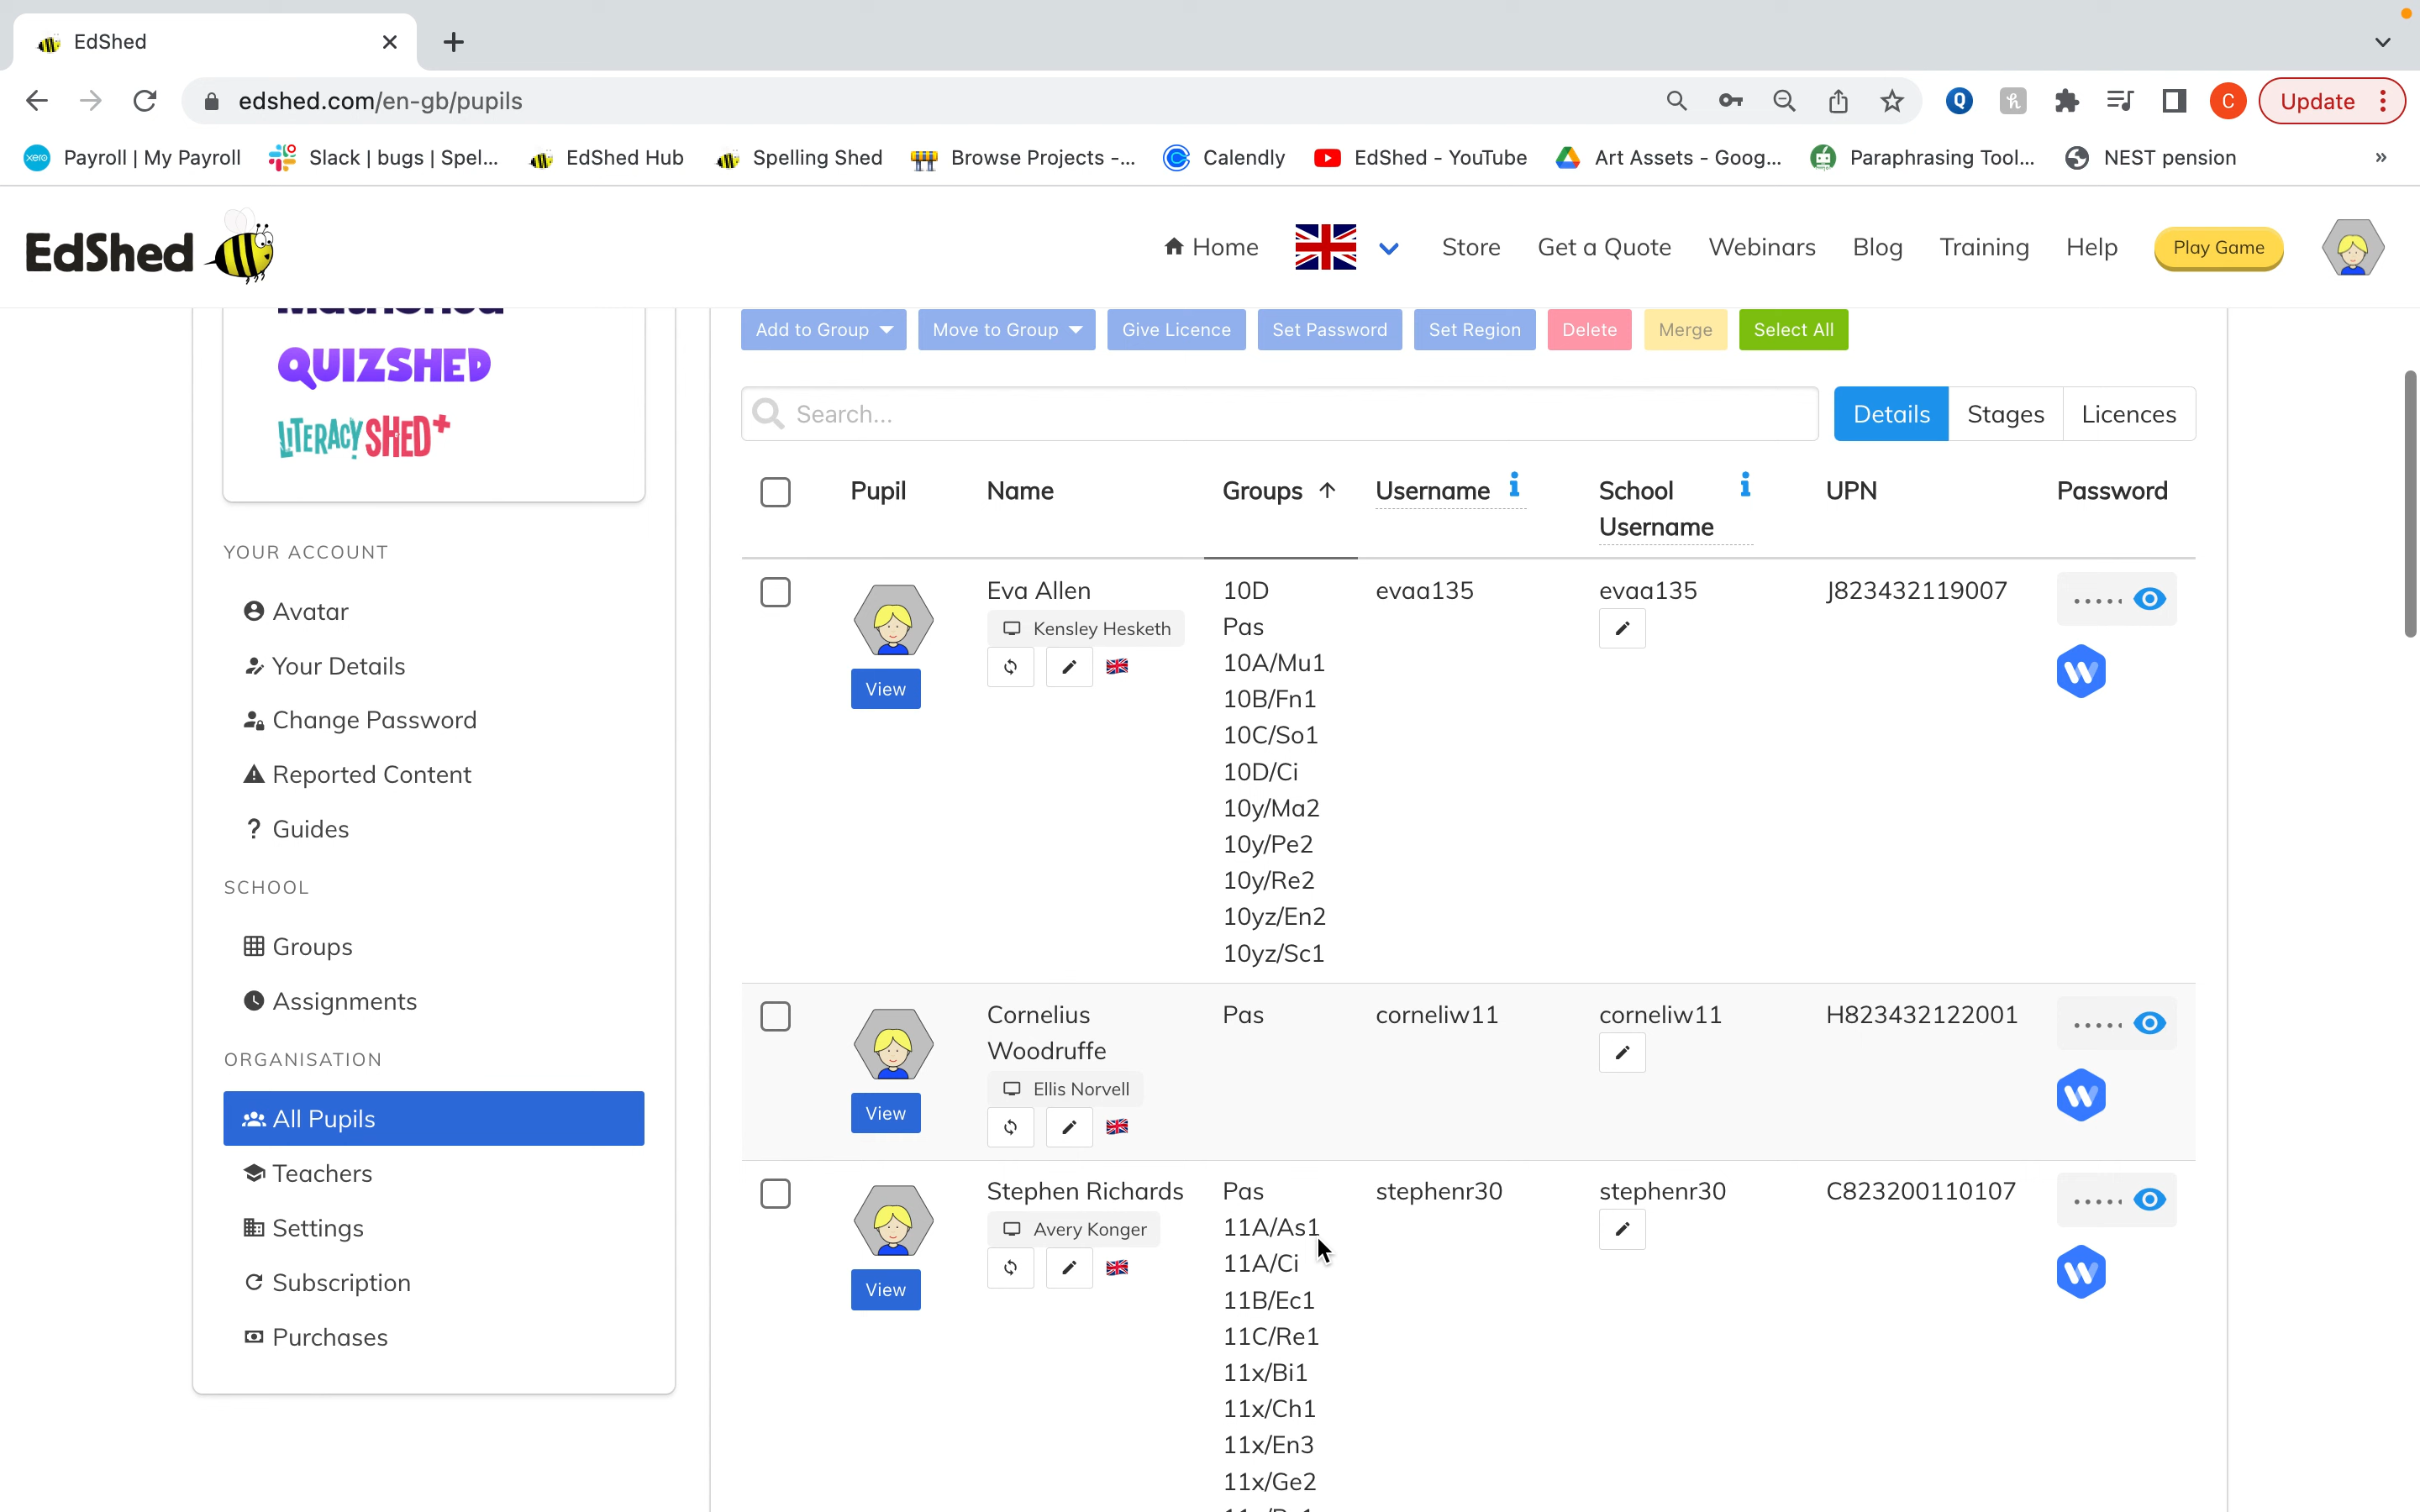 EdShed
edshed.com/en-gb/pupils
Q
h
C
Update
xero
Payroll | My Payroll
Slack | bugs | Spel...
EdShed Hub
Spelling Shed
Browse Projects -...
Calendly
EdShed - YouTube
Art Assets - Goog...
Paraphrasing Tool...
NEST pension
»
EdShed
Home
Store
Get a Quote
Webinars
Blog
Training
Help
Play Game
QUIZSHED
LITERACY SHED+
YOUR ACCOUNT
Avatar
Your Details
Change Password
Reported Content
? Guides
SCHOOL
Groups
Assignments
ORGANISATION
All Pupils
Teachers
Settings
Subscription
Purchases
Add to Group
Move to Group
Give Licence
Set Password
Set Region
Delete
Merge
Select All
Search...
Details
Stages
Licences
Pupil
Name
Groups
Username
School
Username
UPN
Password
Eva Allen
Kensley Hesketh
View
10D
Pas
10A/Mu1
10B/Fn1
10C/So1
10D/Ci
10y/Ma2
10y/Pe2
10y/Re2
10yz/En2
10yz/Sc1
evaa135
evaa135
J823432119007
Cornelius
Woodruffe
Ellis Norvell
View
Pas
corneliw11
corneliw11
H823432122001
Stephen Richards
Avery Konger
View
Pas
11A/As1
11A/Ci
11B/Ec1
11C/Re1
11x/Bi1
11x/Ch1
11x/En3
11x/Ge2
stephenr30
stephenr30
C823200110107